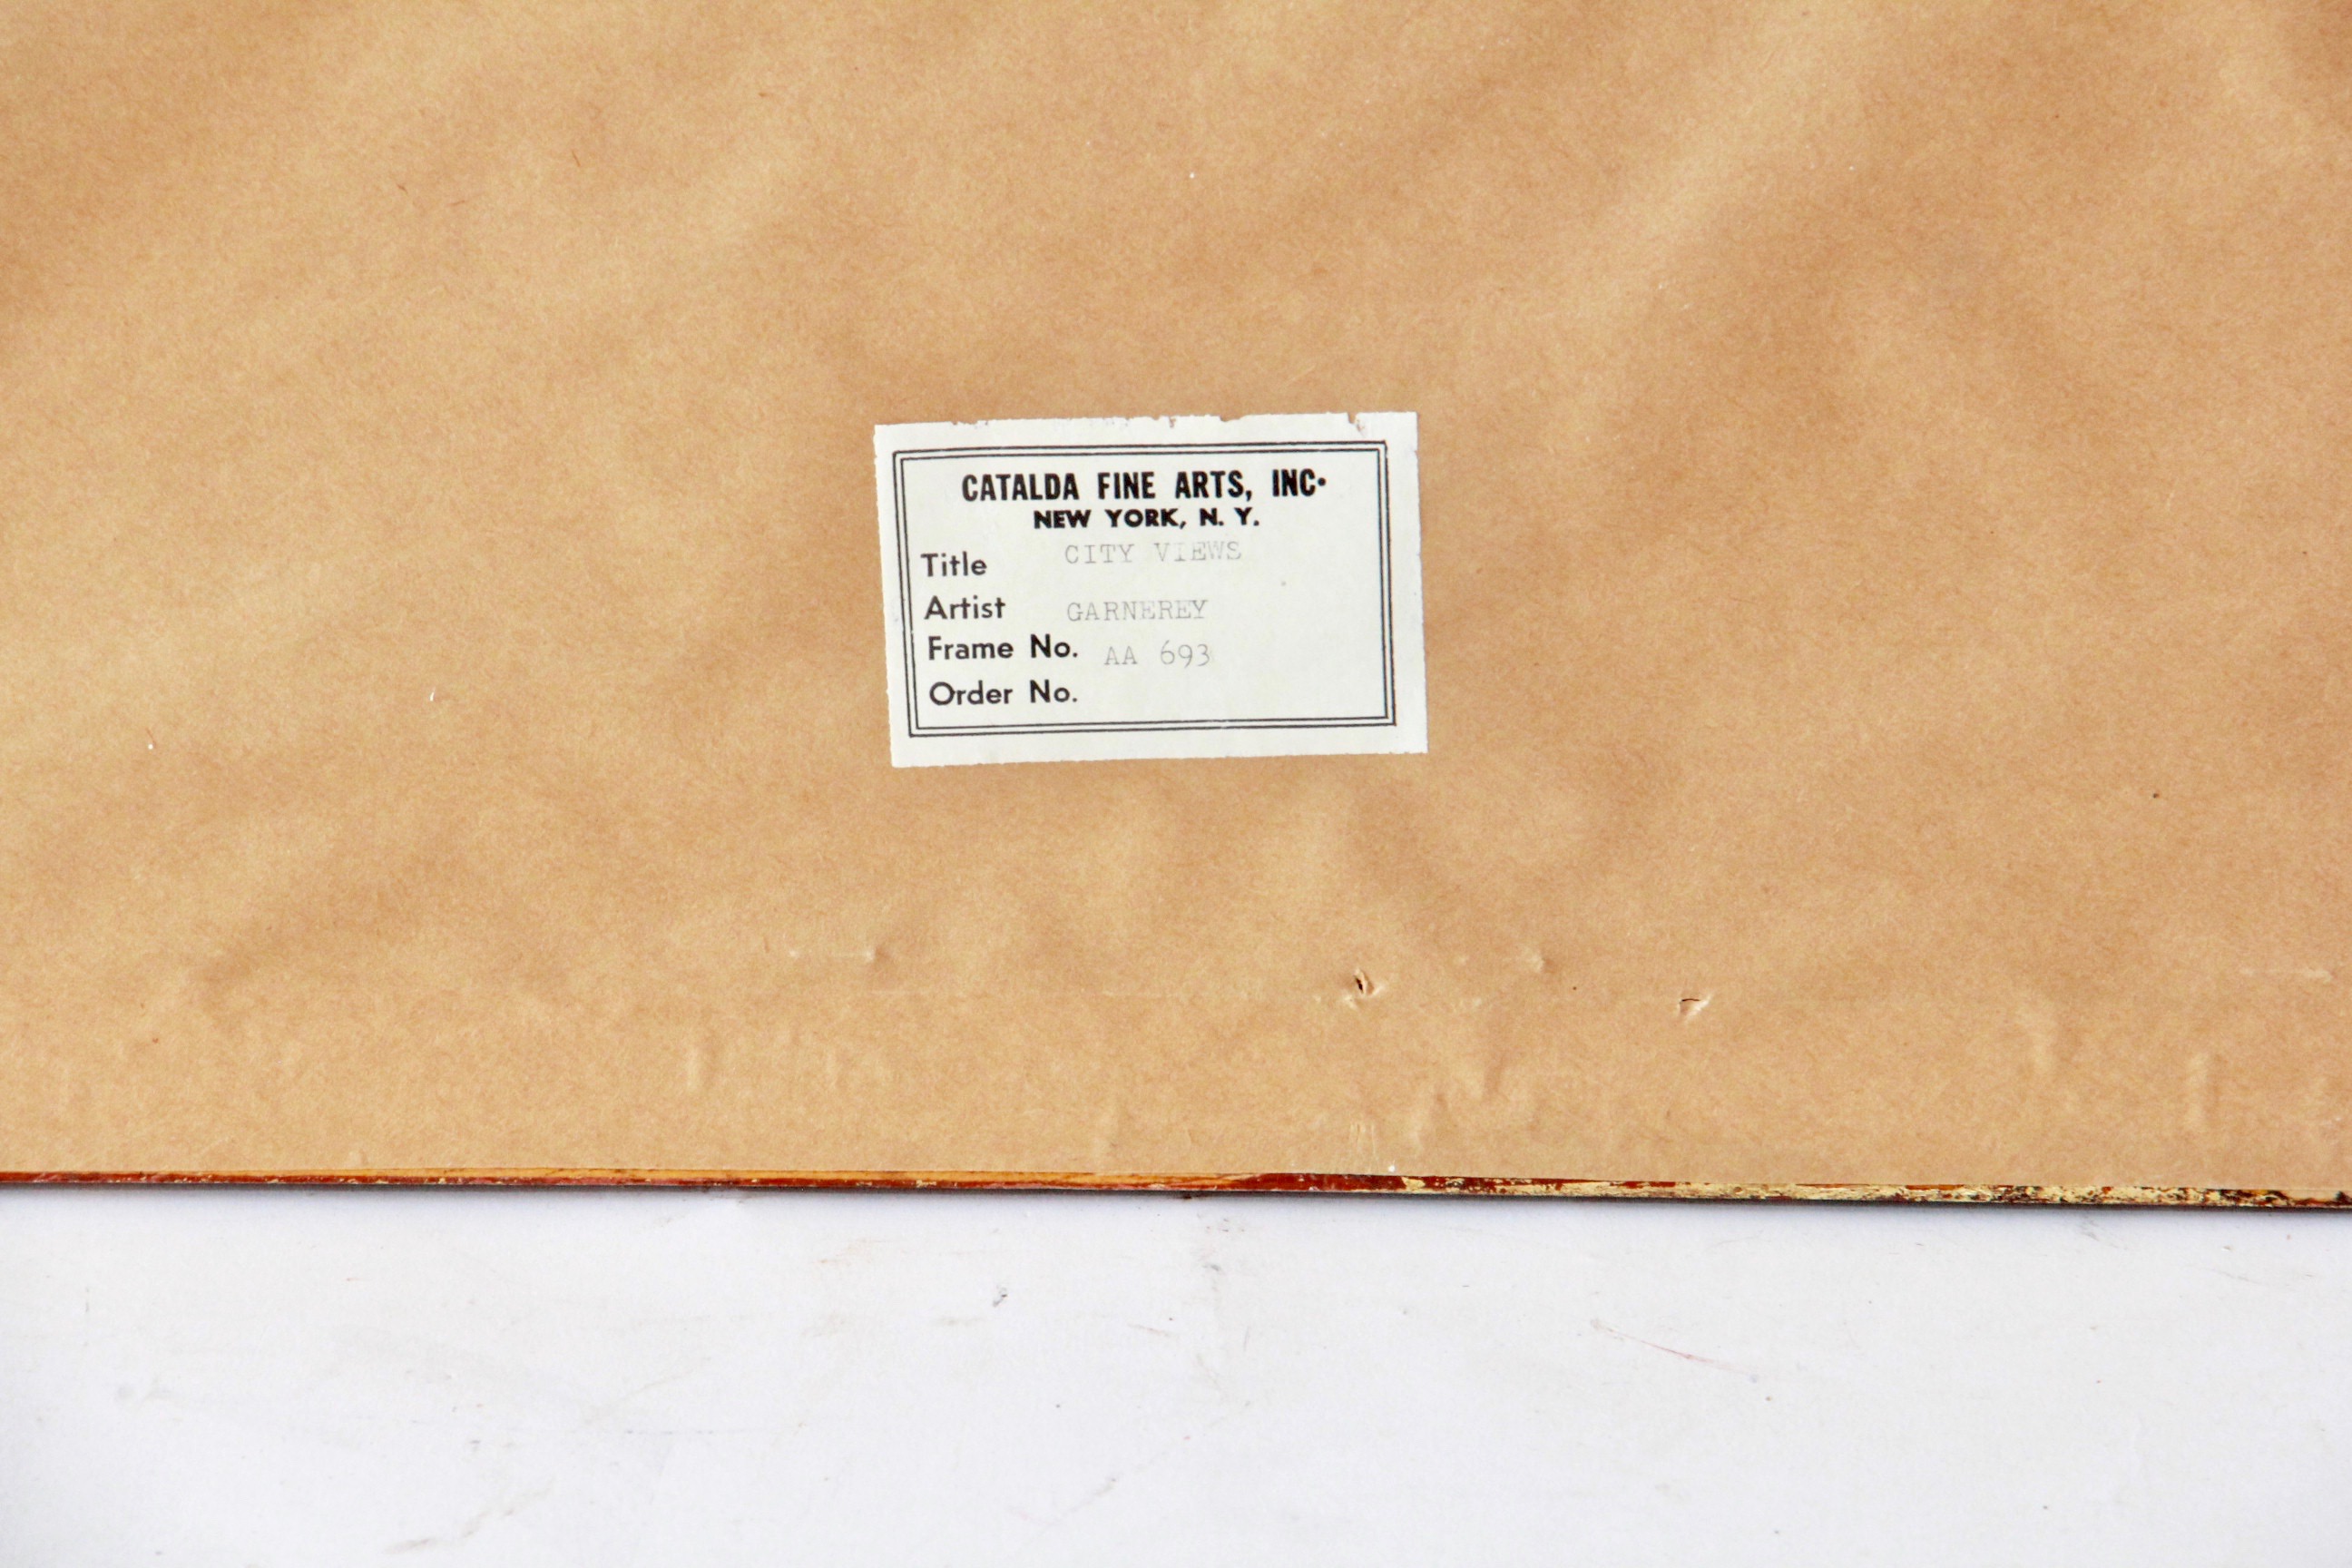 CATALDA FINE ARTS, INC.
NEW YORK, N. Y.
Title CITY VIEWS
Artist GARNEREY
Frame No. AA 693
Order No.